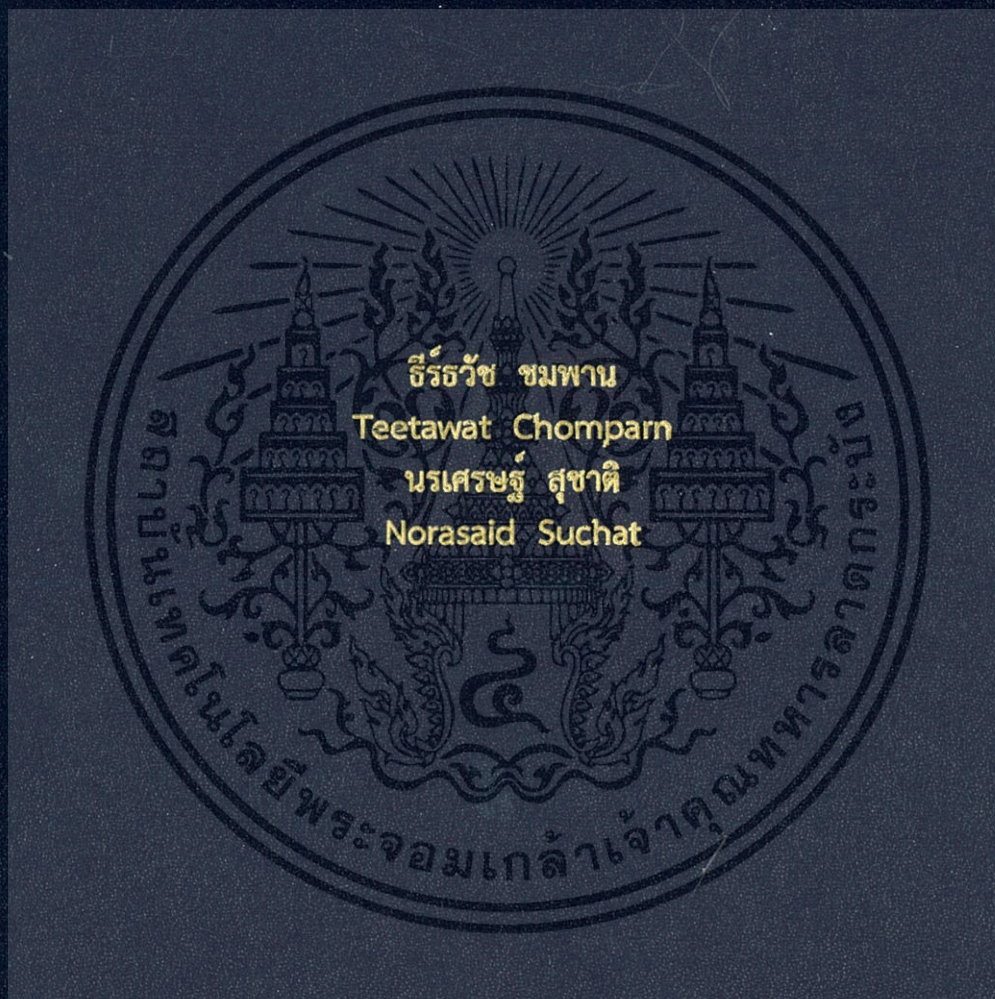 ธีร์ธวัช ชมพาน
Teetawat Chomparn
นรเศรษฐ์ สุชาติ
Norasaid Suchat
๔
สถาบันเทคโนโลยีพระจอมเกล้าเจ้าคุณทหารลาดกระบัง